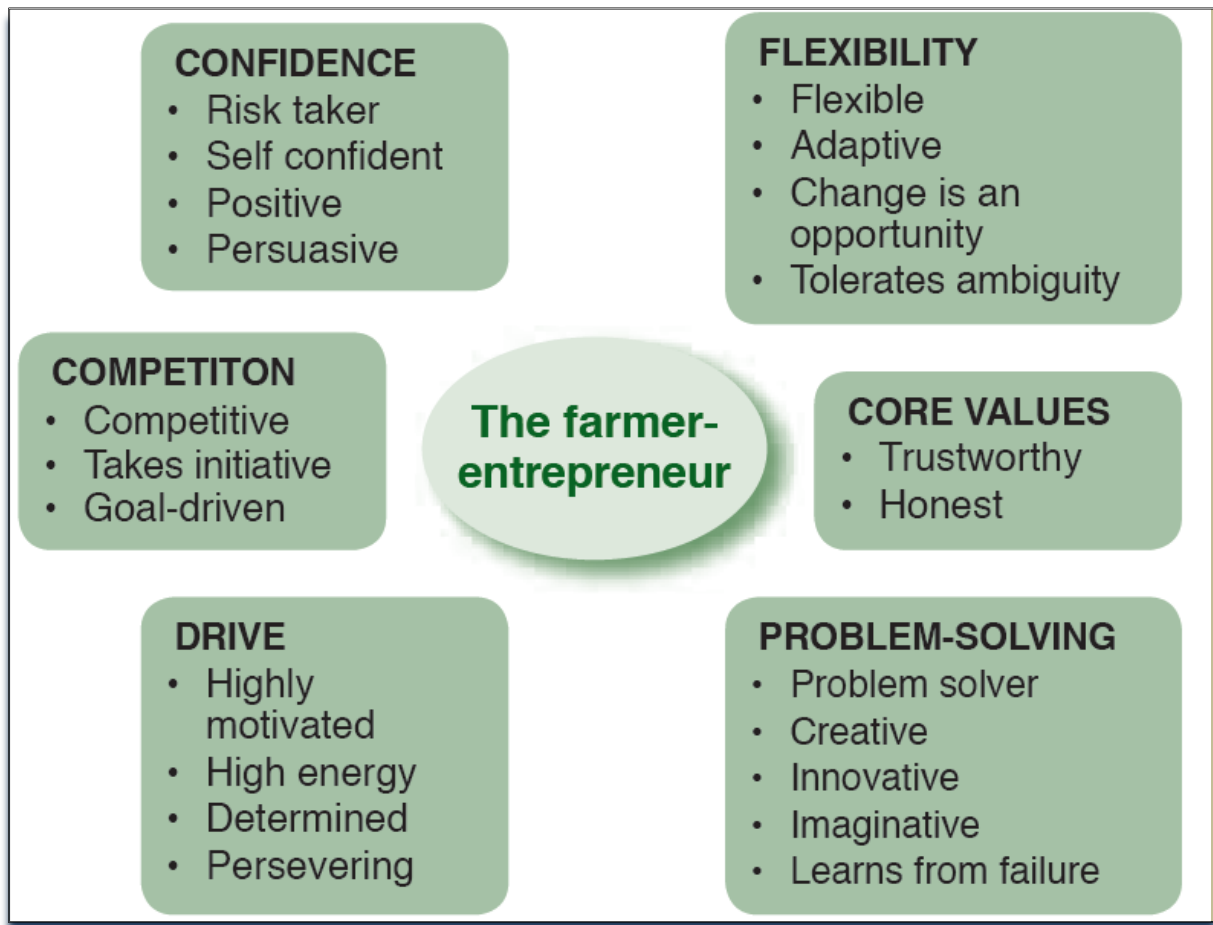 CONFIDENCE
• Risk taker
• Self confident
• Positive
• Persuasive
FLEXIBILITY
• Flexible
• Adaptive
• Change is an
opportunity
• Tolerates ambiguity
COMPETITON
• Competitive
• Takes initiative
• Goal-driven
The farmer-
entrepreneur
CORE VALUES
• Trustworthy
• Honest
DRIVE
• Highly
motivated
• High energy
• Determined
• Persevering
PROBLEM-SOLVING
• Problem solver
• Creative
• Innovative
• Imaginative
• Learns from failure